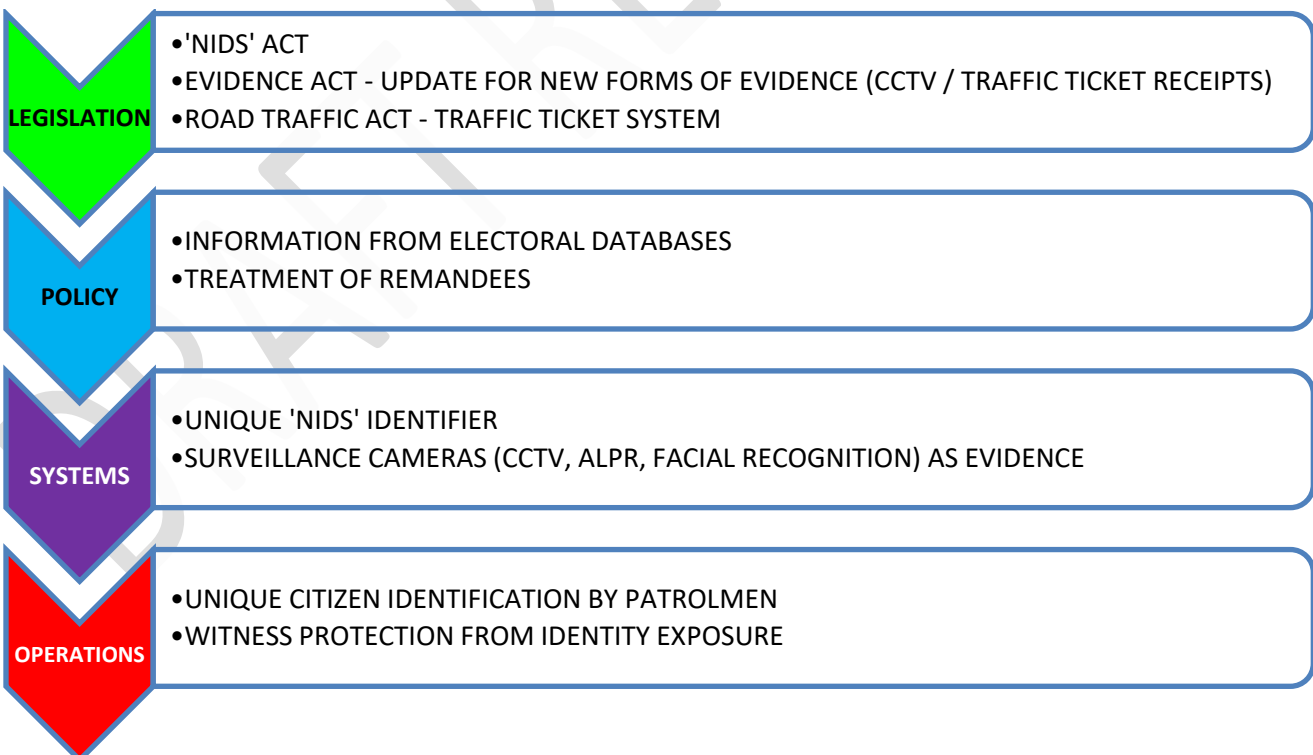 LEGISLATION
•'NIDS' ACT
•EVIDENCE ACT - UPDATE FOR NEW FORMS OF EVIDENCE (CCTV / TRAFFIC TICKET RECEIPTS)
•ROAD TRAFFIC ACT - TRAFFIC TICKET SYSTEM
POLICY
•INFORMATION FROM ELECTORAL DATABASES
•TREATMENT OF REMANDEES
SYSTEMS
•UNIQUE 'NIDS' IDENTIFIER
•SURVEILLANCE CAMERAS (CCTV, ALPR, FACIAL RECOGNITION) AS EVIDENCE
OPERATIONS
•UNIQUE CITIZEN IDENTIFICATION BY PATROLMEN
•WITNESS PROTECTION FROM IDENTITY EXPOSURE
DRAFT